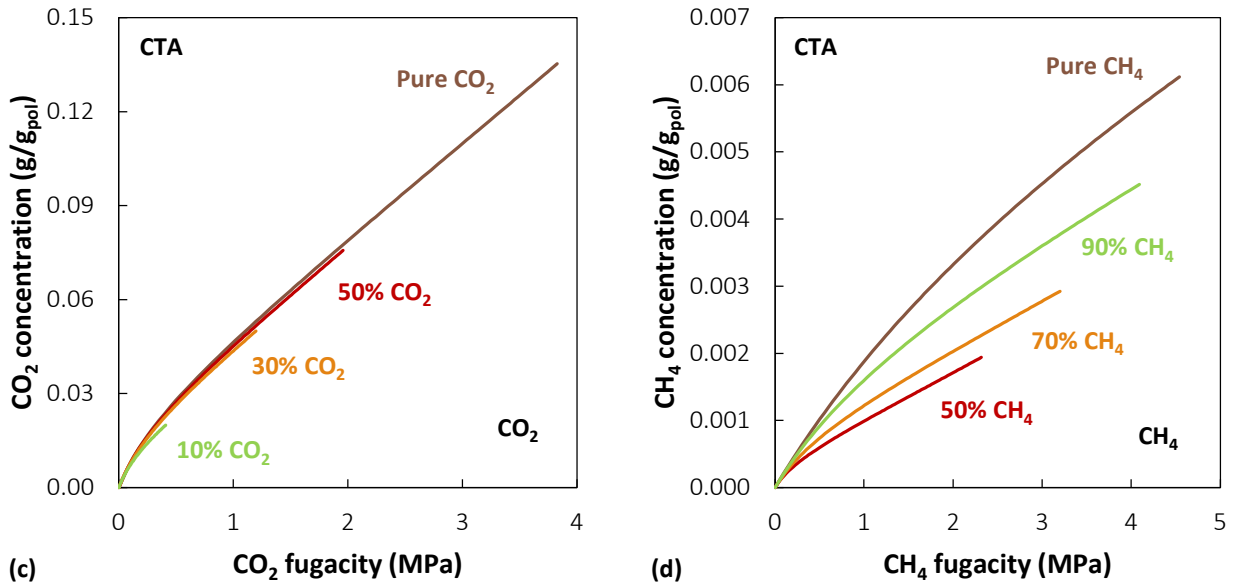 CTA
Pure CO₂
50% CO₂
30% CO₂
10% CO₂
CO₂
0.15
0.12
0.09
0.06
0.03
0.00
0
1
2
3
4
CO₂ concentration (g/gpol)
CO₂ fugacity (MPa)
(c)
CTA
Pure CH₄
90% CH₄
70% CH₄
50% CH₄
CH₄
0.007
0.006
0.005
0.004
0.003
0.002
0.001
0.000
0
1
2
3
4
5
CH₄ concentration (g/gpol)
CH₄ fugacity (MPa)
(d)